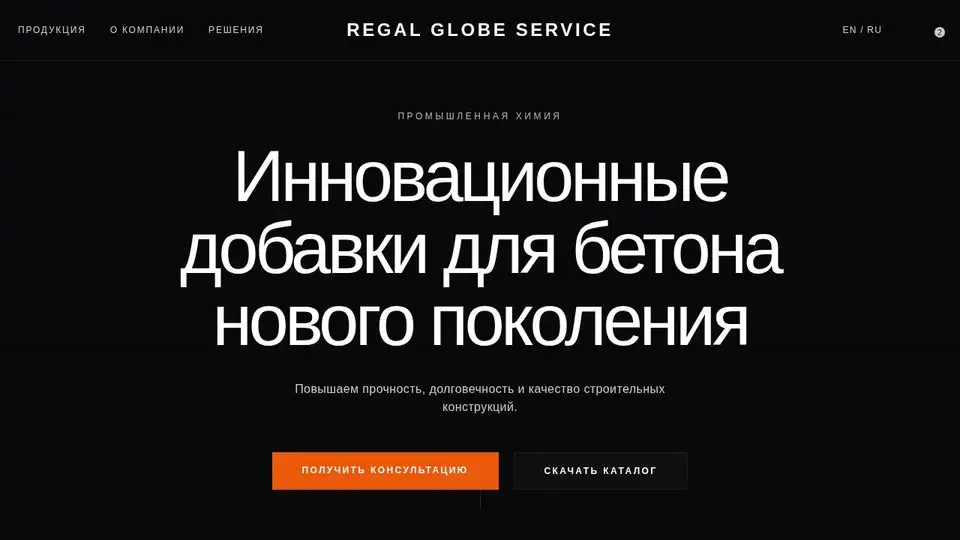 ПРОДУКЦИЯ
О КОМПАНИИ
РЕШЕНИЯ
REGAL GLOBE SERVICE
EN / RU
2
ПРОМЫШЛЕННАЯ ХИМИЯ
Инновационные
добавки для бетона
нового поколения
Повышаем прочность, долговечность и качество строительных
конструкций.
ПОЛУЧИТЬ КОНСУЛЬТАЦИЮ
СКАЧАТЬ КАТАЛОГ